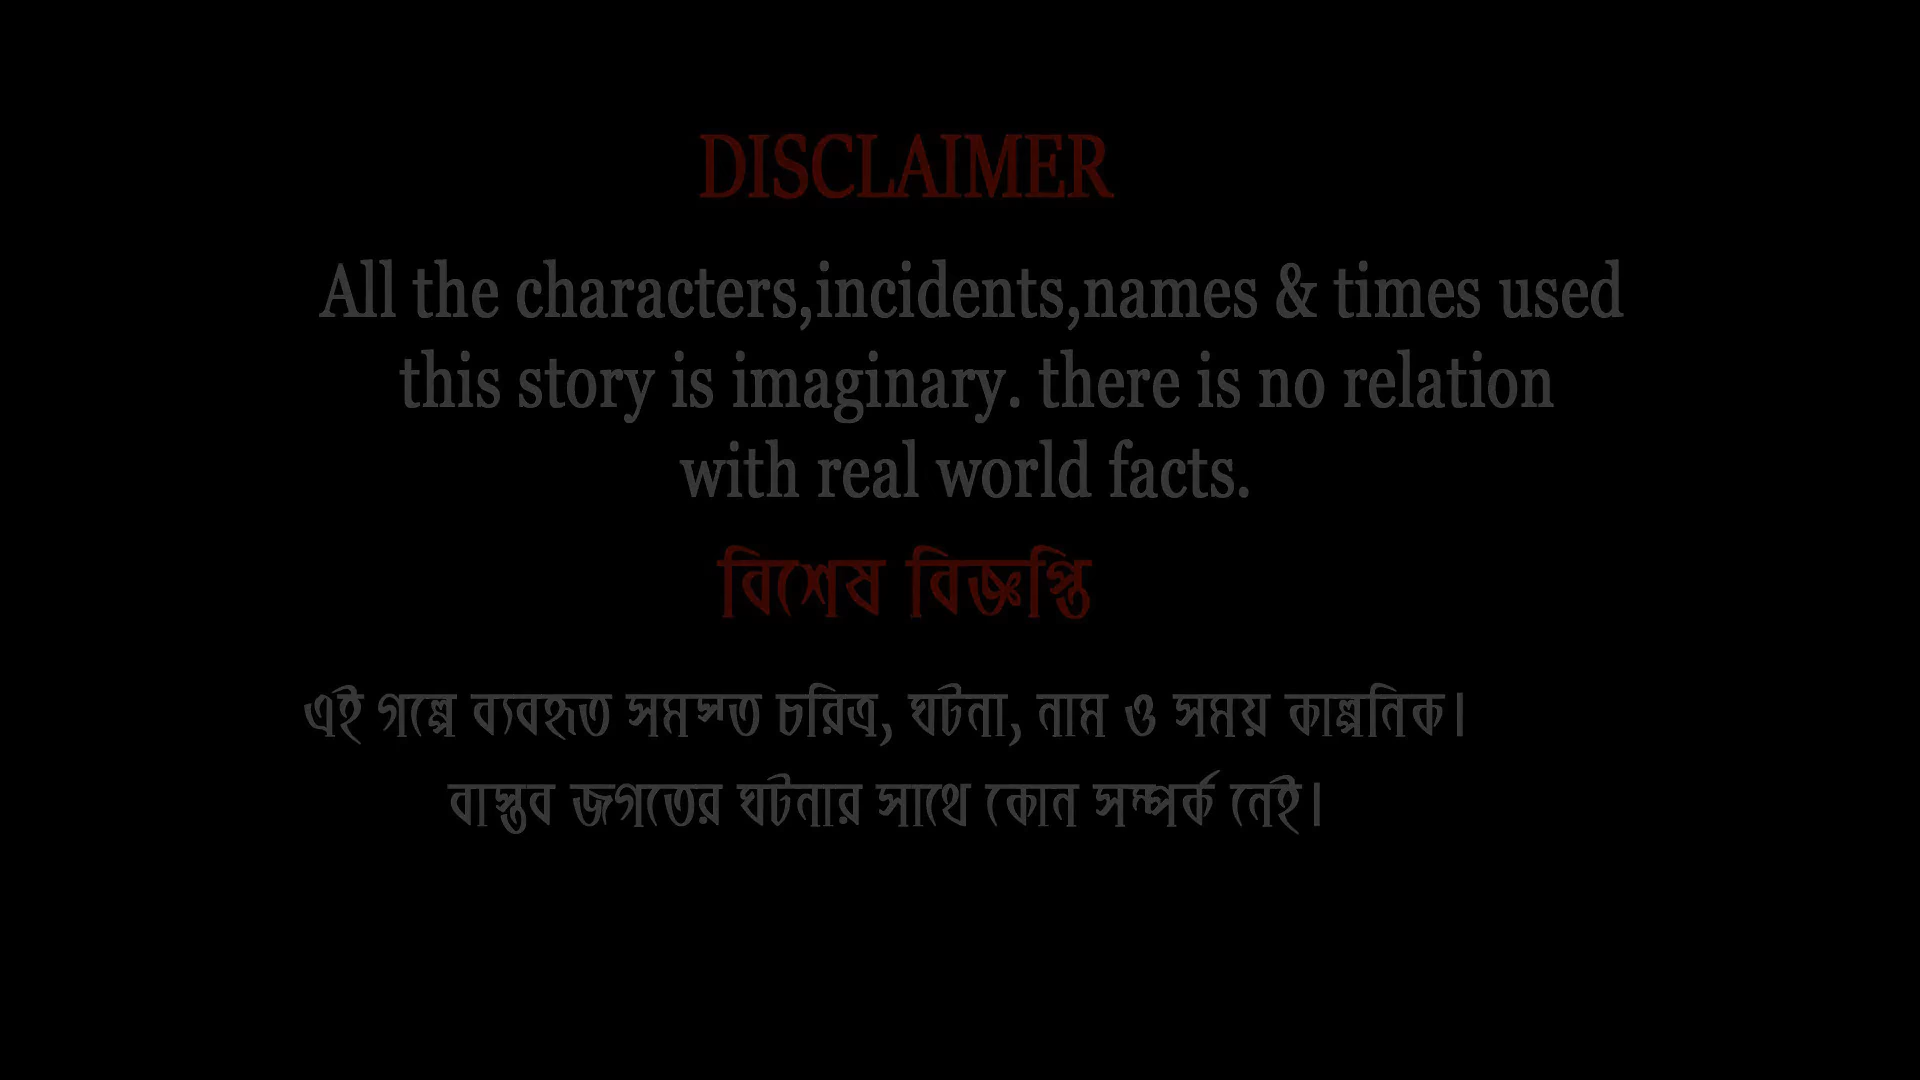 DISCLAIMER
All the characters,incidents,names & times used
this story is imaginary. there is no relation
with real world facts.
বিশেষ বিজ্ঞপ্তি
এই গল্পে ব্যবহৃত সমস্ত চরিত্র, ঘটনা, নাম ও সময় কাল্পনিক।
বাস্তব জগতের ঘটনার সাথে কোন সম্পর্ক নেই।